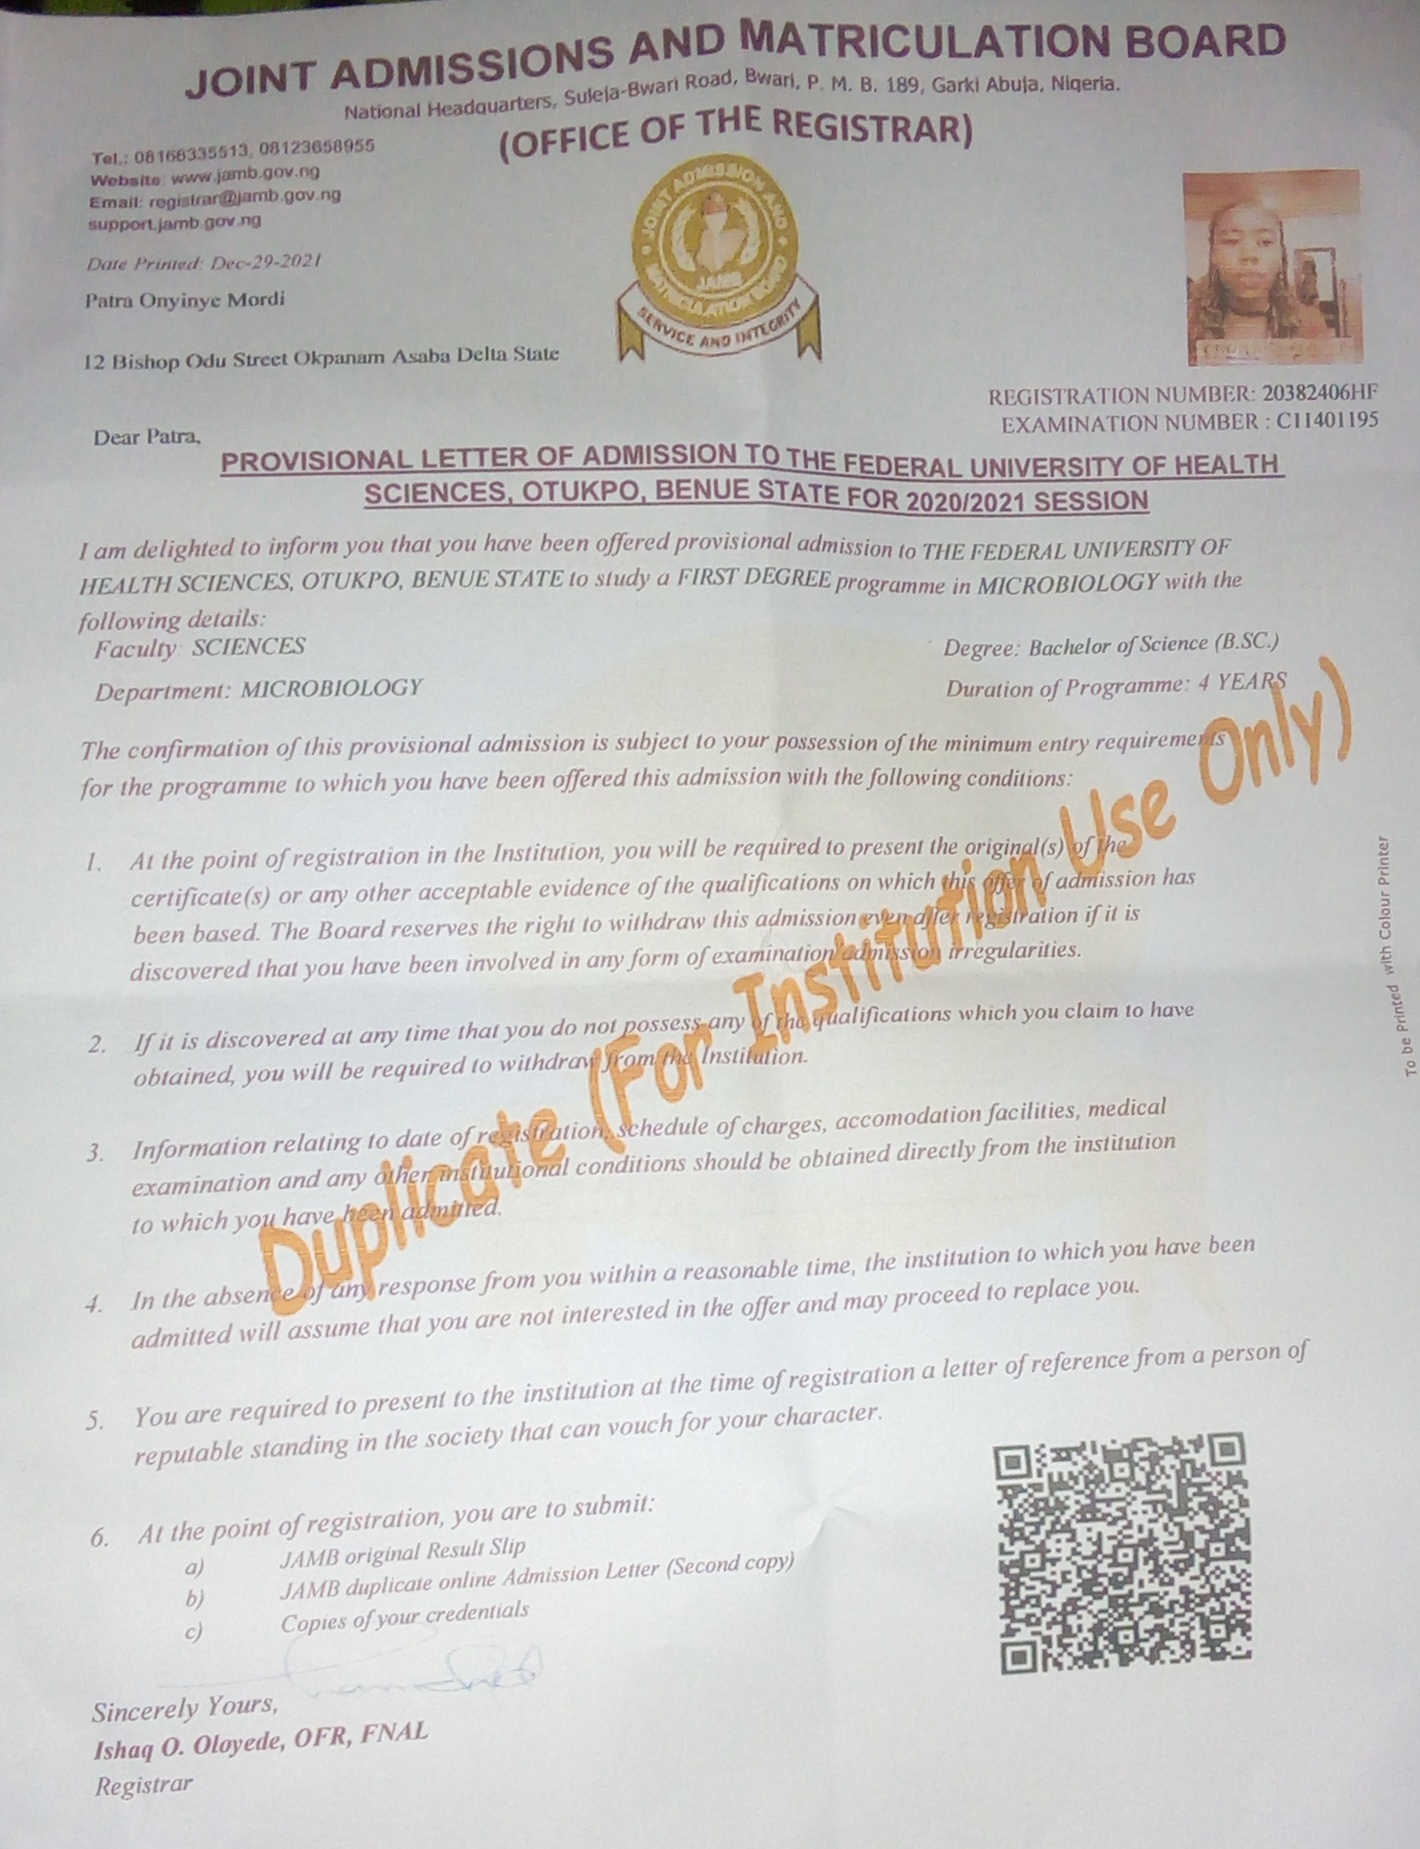 JOINT ADMISSIONS AND MATRICULATION BOARD
National Headquarters, Suleja-Bwari Road, Bwari, P. M. B. 189, Garki Abuja, Nigeria.
(OFFICE OF THE REGISTRAR)
Tel.: 08166335513, 08123658955
Website: www.jamb.gov.ng
Email: registrar@jamb.gov.ng
support.jamb.gov.ng
Date Printed: Dec-29-2021
Patra Onyinye Mordi
12 Bishop Odu Street Okpanam Asaba Delta State
JOINT ADMISSION AND
MATRICULATION BOARD
JAMB
SERVICE AND INTEGRITY
REGISTRATION NUMBER: 20382406HF
EXAMINATION NUMBER : C11401195
Dear Patra,
PROVISIONAL LETTER OF ADMISSION TO THE FEDERAL UNIVERSITY OF HEALTH
SCIENCES, OTUKPO, BENUE STATE FOR 2020/2021 SESSION
I am delighted to inform you that you have been offered provisional admission to THE FEDERAL UNIVERSITY OF
HEALTH SCIENCES, OTUKPO, BENUE STATE to study a FIRST DEGREE programme in MICROBIOLOGY with the
following details:
Faculty SCIENCES
Degree: Bachelor of Science (B.SC.)
Department: MICROBIOLOGY
Duration of Programme: 4 YEARS
The confirmation of this provisional admission is subject to your possession of the minimum entry requirements
for the programme to which you have been offered this admission with the following conditions:
1. At the point of registration in the Institution, you will be required to present the original(s) of the
certificate(s) or any other acceptable evidence of the qualifications on which this offer of admission has
been based. The Board reserves the right to withdraw this admission even after registration if it is
discovered that you have been involved in any form of examination/admission irregularities.
2. If it is discovered at any time that you do not possess any of the qualifications which you claim to have
obtained, you will be required to withdraw from the Institution.
3. Information relating to date of registration, schedule of charges, accomodation facilities, medical
examination and any other institutional conditions should be obtained directly from the institution
to which you have been admitted.
4. In the absence of any response from you within a reasonable time, the institution to which you have been
admitted will assume that you are not interested in the offer and may proceed to replace you.
5. You are required to present to the institution at the time of registration a letter of reference from a person of
reputable standing in the society that can vouch for your character.
6. At the point of registration, you are to submit:
a) JAMB original Result Slip
b) JAMB duplicate online Admission Letter (Second copy)
c) Copies of your credentials
Duplicate (For Institution Use Only)
To be Printed with Colour Printer
Sincerely Yours,
Ishaq O. Oloyede, OFR, FNAL
Registrar